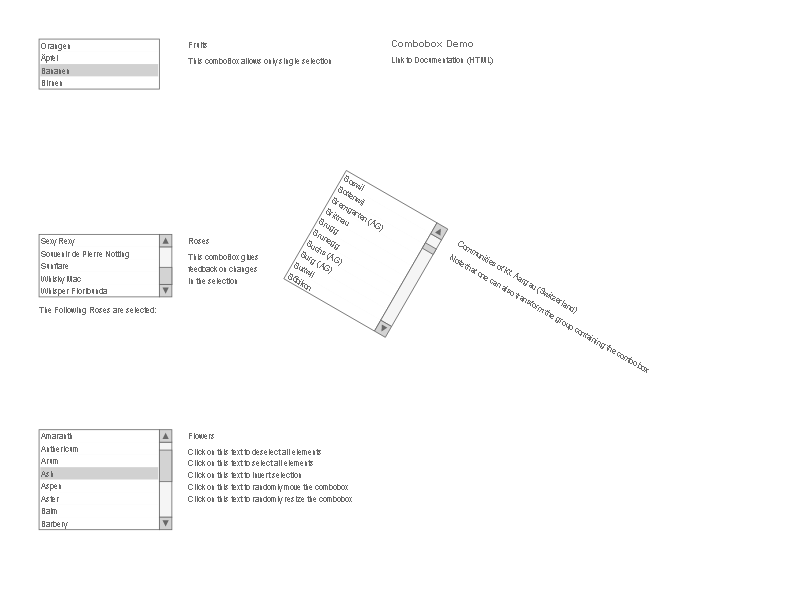 Orangen
Äpfel
Bananen
Birnen
Fruits
This comboBox allows only single selection
Combobox Demo
Link to Documentation (HTML)
Boswil
Bottenwil
Bremgarten (AG)
Brittnau
Brugg
Brunegg
Buchs (AG)
Burg (AG)
Buttwil
Böbikon
Communities of Kt. Aargau (Switzerland)
Note that one can also transform the group containing the combo box
Sexy Rexy
Souvenir de Pierre Notting
Sunfare
Whisky Mac
Whisper Floribunda
Roses
This comboBox gives
feedback on changes
in the selection
The Following Roses are selected:
Amaranth
Anthericum
Arum
Ash
Aspen
Aster
Balm
Barbery
Flowers
Click on this text to deselect all elements
Click on this text to select all elements
Click on this text to invert selection
Click on this text to randomly move the combobox
Click on this text to randomly resize the combobox